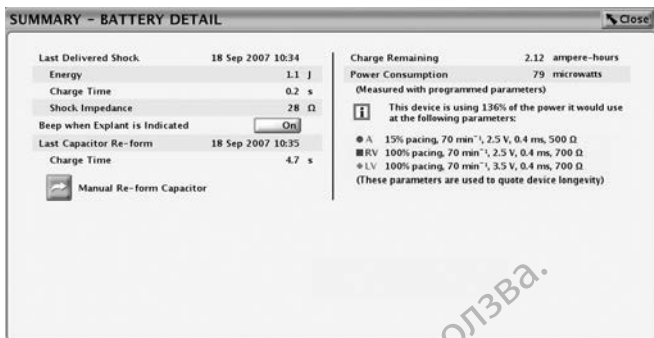 SUMMARY - BATTERY DETAIL
Close
Last Delivered Shock 18 Sep 2007 10:34
Energy 1.1 J
Charge Time 0.2 s
Shock Impedance 28 Ω
Beep when Explant is Indicated On
Last Capacitor Re-form 18 Sep 2007 10:35
Charge Time 4.7 s
Manual Re-form Capacitor
Charge Remaining 2.12 ampere-hours
Power Consumption 79 microwatts
(Measured with programmed parameters)
i This device is using 136% of the power it would use
at the following parameters:
A 15% pacing, 70 min⁻¹, 2.5 V, 0.4 ms, 500 Ω
RV 100% pacing, 70 min⁻¹, 2.5 V, 0.4 ms, 700 Ω
LV 100% pacing, 70 min⁻¹, 3.5 V, 0.4 ms, 700 Ω
(These parameters are used to quote device longevity)